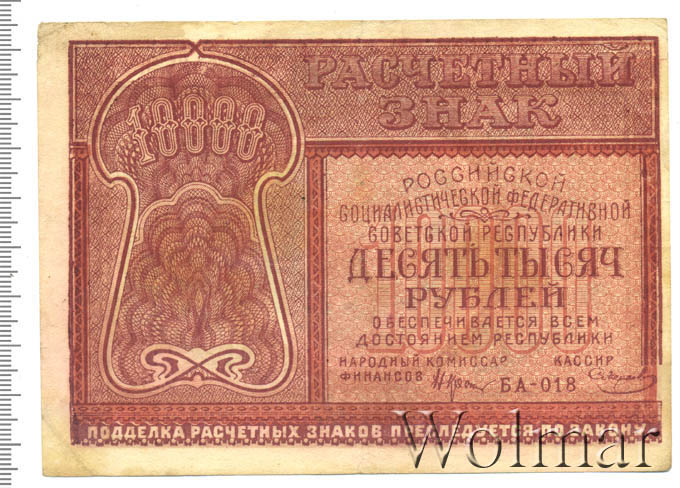 РАСЧЕТНЫЙ
ЗНАК
10000
РОССИЙСКОЙ
СОЦИАЛИСТИЧЕСКОЙ ФЕДЕРАТИВНОЙ
СОВЕТСКОЙ РЕСПУБЛИКИ
ДЕСЯТЬ ТЫСЯЧ
РУБЛЕЙ
ОБЕСПЕЧИВАЕТСЯ ВСЕМ
ДОСТОЯНИЕМ РЕСПУБЛИКИ
НАРОДНЫЙ КОМИССАР КАССИР
ФИНАНСОВ БА-018
ПОДДЕЛКА РАСЧЕТНЫХ ЗНАКОВ ПРЕСЛЕДУЕТСЯ ПО ЗАКОНУ
Wolmar